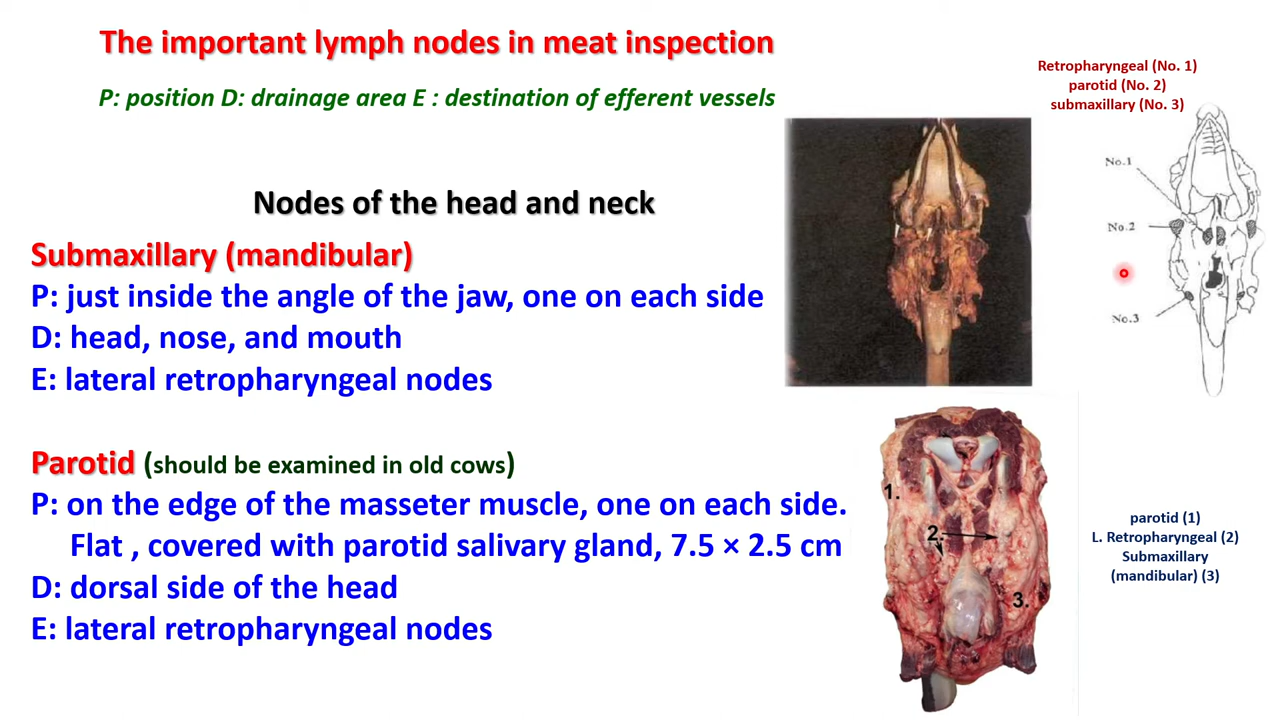 The important lymph nodes in meat inspection
P: position D: drainage area E : destination of efferent vessels
Retropharyngeal (No. 1)
parotid (No. 2)
submaxillary (No. 3)
No.1
No.2
No.3
Nodes of the head and neck
Submaxillary (mandibular)
P: just inside the angle of the jaw, one on each side
D: head, nose, and mouth
E: lateral retropharyngeal nodes
Parotid (should be examined in old cows)
P: on the edge of the masseter muscle, one on each side.
Flat , covered with parotid salivary gland, 7.5 × 2.5 cm
D: dorsal side of the head
E: lateral retropharyngeal nodes
1.
2.
3.
parotid (1)
L. Retropharyngeal (2)
Submaxillary
(mandibular) (3)